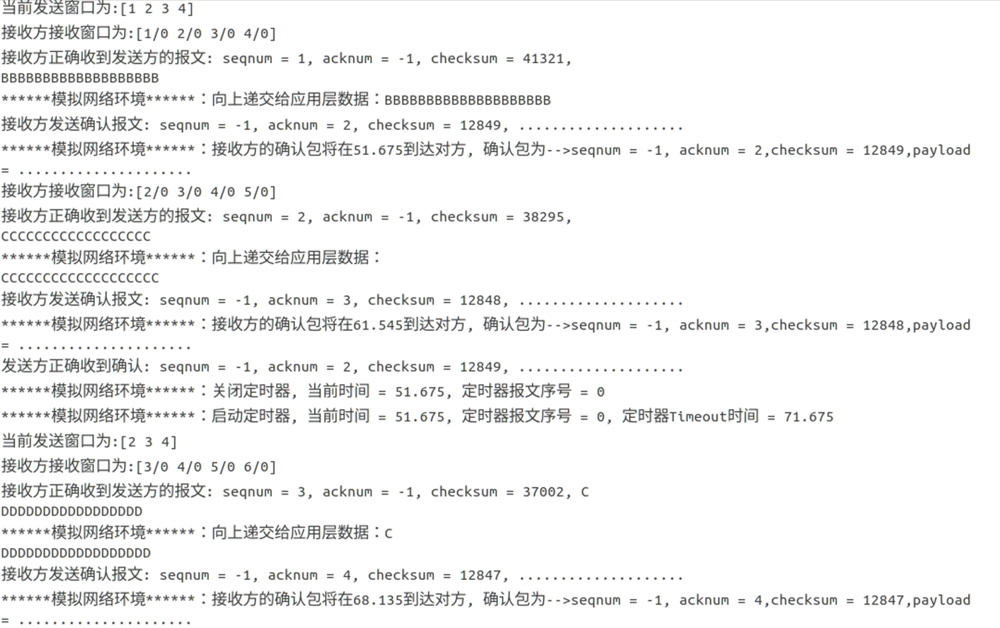 当前发送窗口为:[1 2 3 4]
接收方接收窗口为:[1/0 2/0 3/0 4/0]
接收方正确收到发送方的报文: seqnum = 1, acknum = -1, checksum = 41321,
BBBBBBBBBBBBBBBBBBB
******模拟网络环境******：向上递交给应用层数据：BBBBBBBBBBBBBBBBBBBB
接收方发送确认报文: seqnum = -1, acknum = 2, checksum = 12849, ....................
******模拟网络环境******：接收方的确认包将在51.675到达对方, 确认包为-->seqnum = -1, acknum = 2,checksum = 12849,payload
= .....................
接收方接收窗口为:[2/0 3/0 4/0 5/0]
接收方正确收到发送方的报文: seqnum = 2, acknum = -1, checksum = 38295,
CCCCCCCCCCCCCCCCCC
******模拟网络环境******：向上递交给应用层数据：
CCCCCCCCCCCCCCCCCCC
接收方发送确认报文: seqnum = -1, acknum = 3, checksum = 12848, ....................
******模拟网络环境******：接收方的确认包将在61.545到达对方, 确认包为-->seqnum = -1, acknum = 3,checksum = 12848,payload
= .....................
发送方正确收到确认: seqnum = -1, acknum = 2, checksum = 12849, ....................
******模拟网络环境******：关闭定时器, 当前时间 = 51.675, 定时器报文序号 = 0
******模拟网络环境******：启动定时器, 当前时间 = 51.675, 定时器报文序号 = 0, 定时器Timeout时间 = 71.675
当前发送窗口为:[2 3 4]
接收方接收窗口为:[3/0 4/0 5/0 6/0]
接收方正确收到发送方的报文: seqnum = 3, acknum = -1, checksum = 37002, C
DDDDDDDDDDDDDDDDD
******模拟网络环境******：向上递交给应用层数据：C
DDDDDDDDDDDDDDDDDD
接收方发送确认报文: seqnum = -1, acknum = 4, checksum = 12847, ....................
******模拟网络环境******：接收方的确认包将在68.135到达对方, 确认包为-->seqnum = -1, acknum = 4,checksum = 12847,payload
= .....................